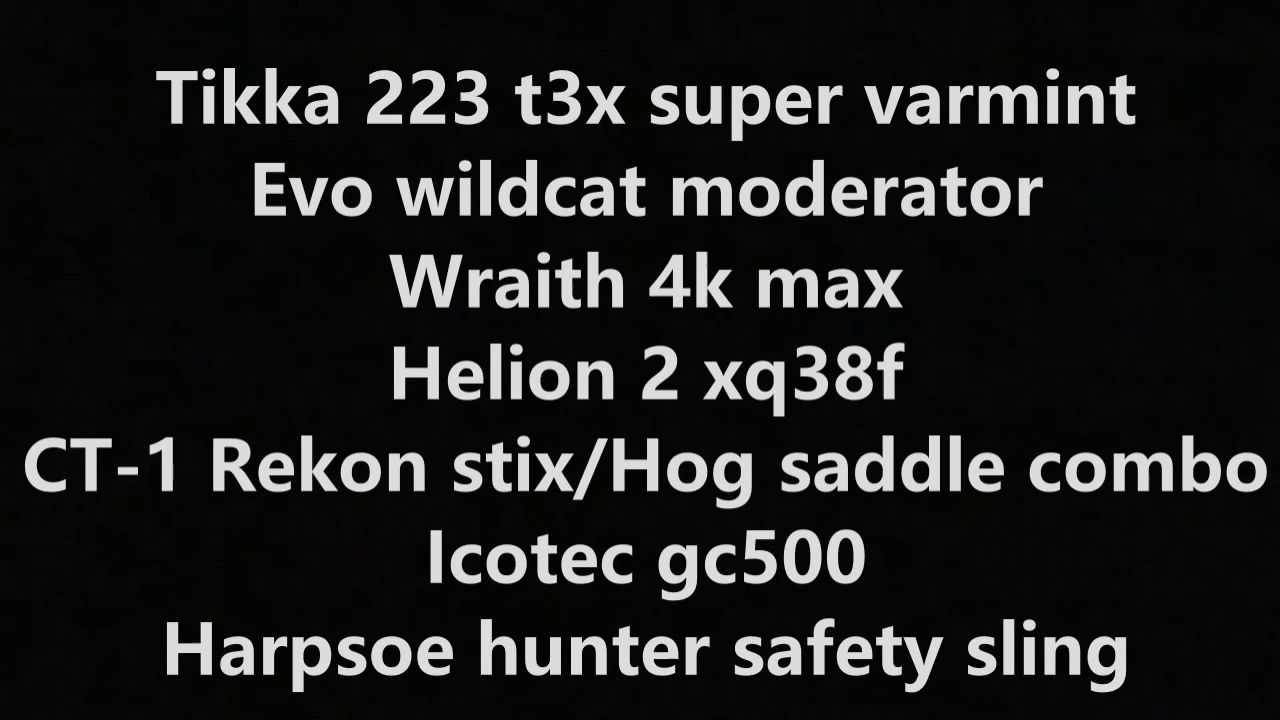 Tikka 223 t3x super varmint
Evo wildcat moderator
Wraith 4k max
Helion 2 xq38f
CT-1 Rekon stix/Hog saddle combo
Icotec gc500
Harpsoe hunter safety sling